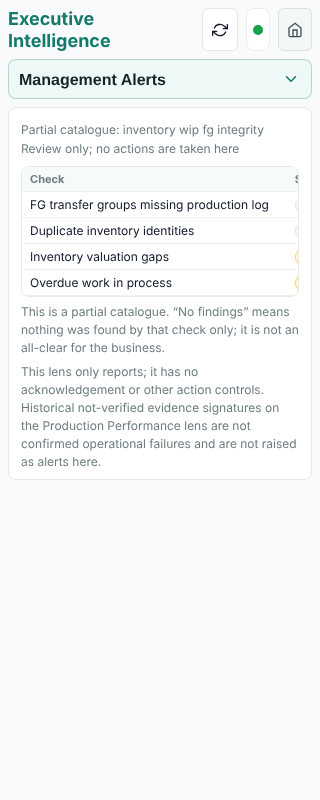 Executive
Intelligence
Management Alerts
Partial catalogue: inventory wip fg integrity
Review only; no actions are taken here
Check
FG transfer groups missing production log
Duplicate inventory identities
Inventory valuation gaps
Overdue work in process
This is a partial catalogue. “No findings” means
nothing was found by that check only; it is not an
all-clear for the business.
This lens only reports; it has no
acknowledgement or other action controls.
Historical not-verified evidence signatures on
the Production Performance lens are not
confirmed operational failures and are not raised
as alerts here.